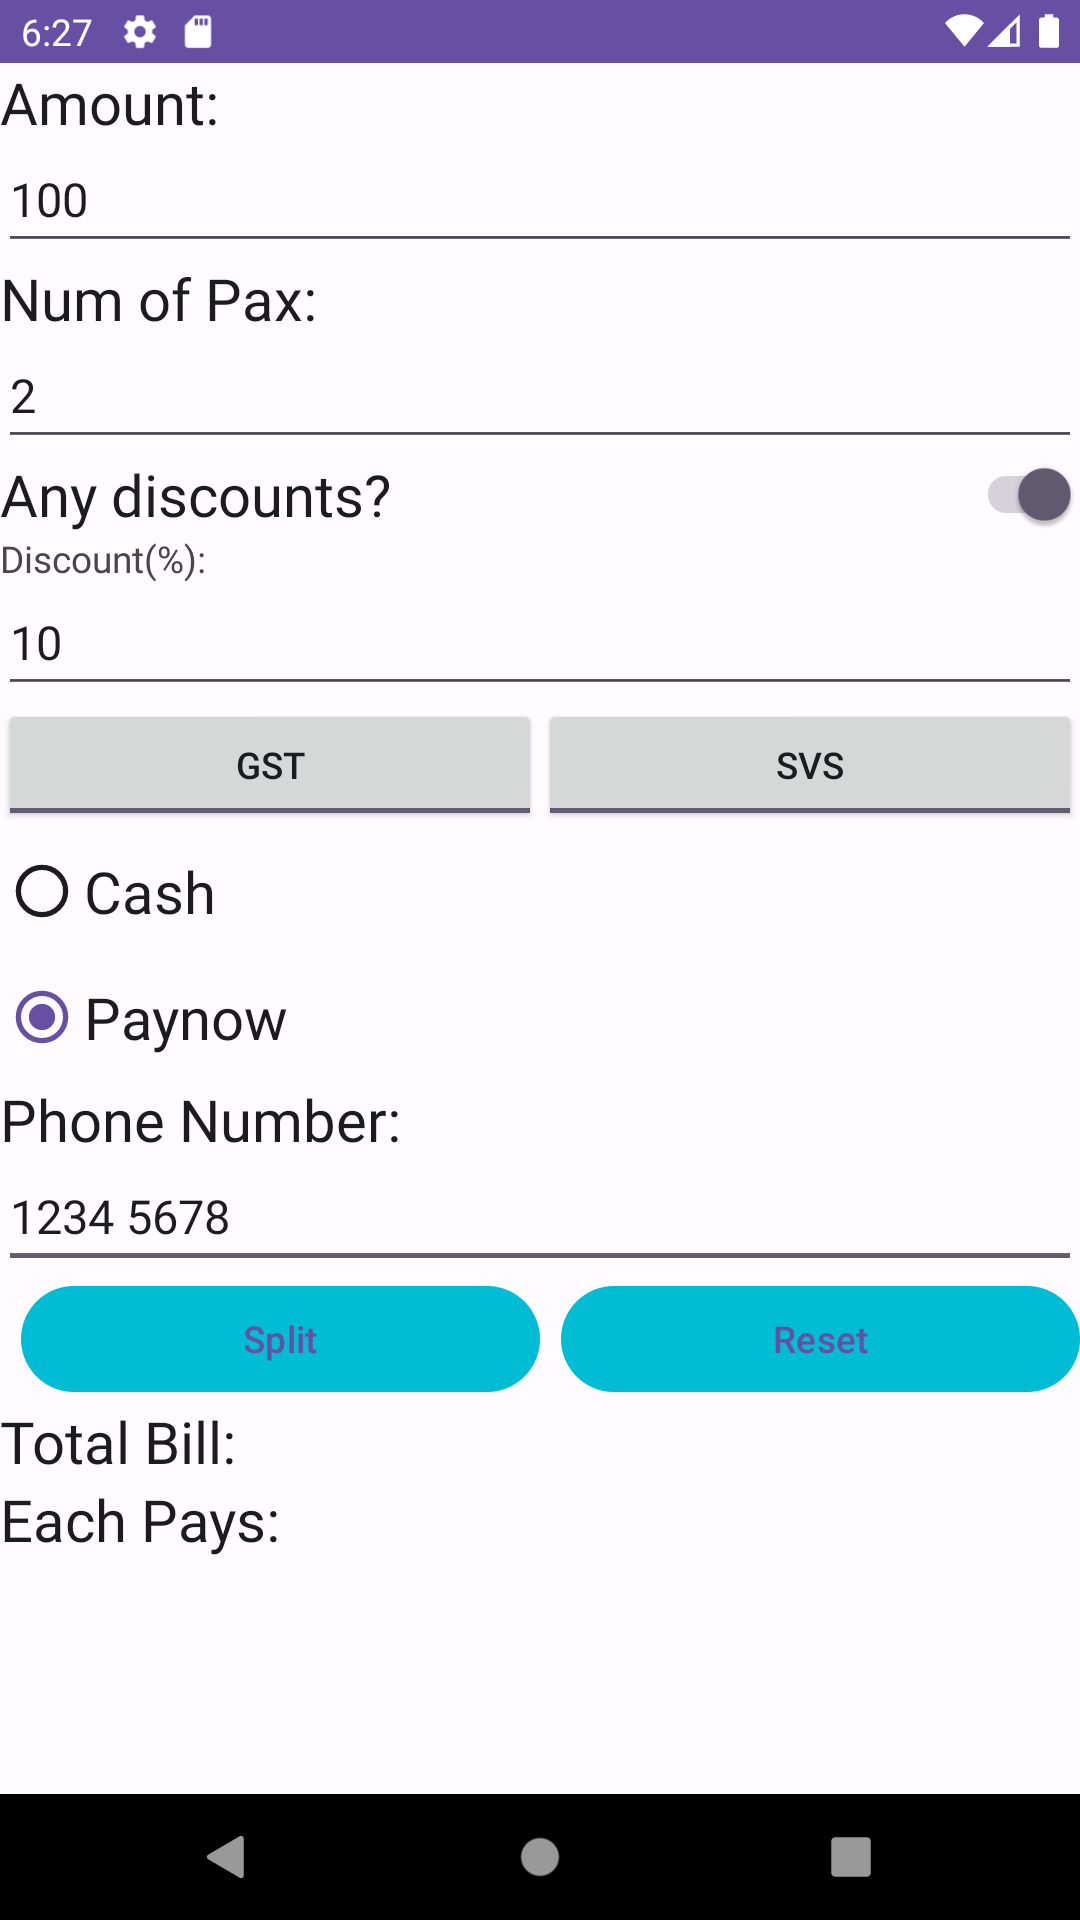 6:27
Amount:
100
Num of Pax:
2
Any discounts?
Discount(%):
10
GST SVS
Cash
Paynow
Phone Number:
1234 5678
Split Reset
Total Bill:
Each Pays: